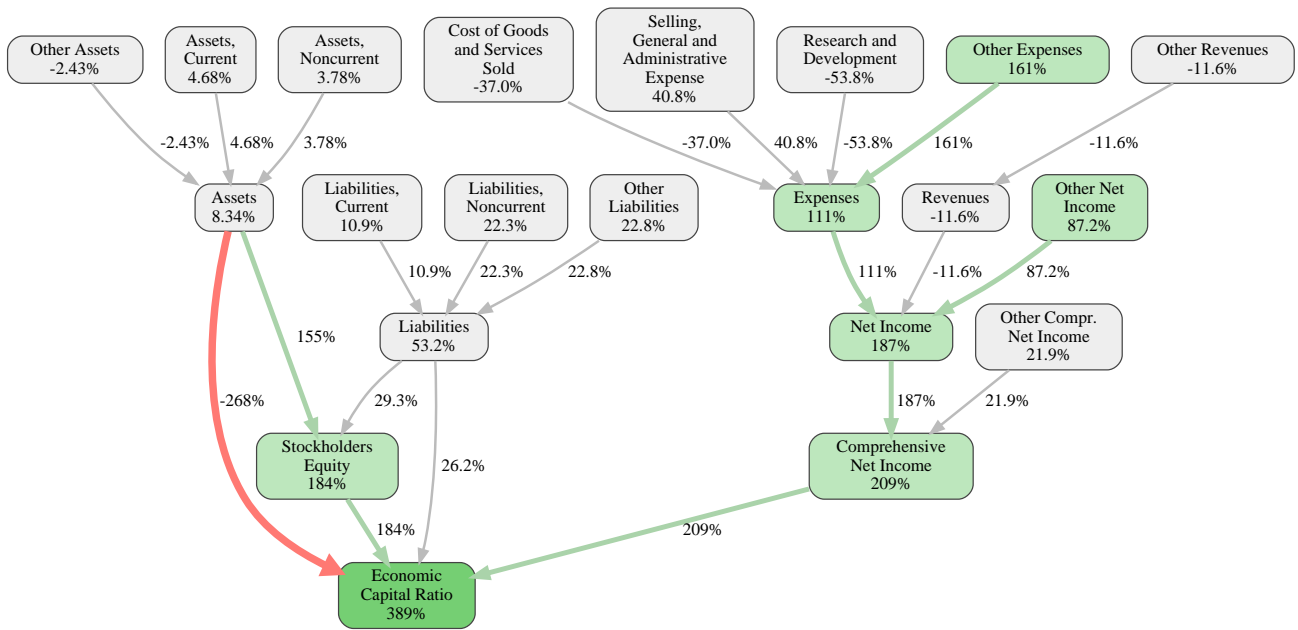 Other Assets
-2.43%
Assets,
Current
4.68%
Assets,
Noncurrent
3.78%
Cost of Goods
and Services
Sold
-37.0%
Selling,
General and
Administrative
Expense
40.8%
Research and
Development
-53.8%
Other Expenses
161%
Other Revenues
-11.6%
-2.43%
4.68%
3.78%
-37.0%
40.8%
-53.8%
161%
-11.6%
Assets
8.34%
Liabilities,
Current
10.9%
Liabilities,
Noncurrent
22.3%
Other
Liabilities
22.8%
Expenses
111%
Revenues
-11.6%
Other Net
Income
87.2%
10.9%
22.3%
22.8%
111%
-11.6%
87.2%
155%
Liabilities
53.2%
Net Income
187%
Other Compr.
Net Income
21.9%
-268%
29.3%
187%
21.9%
Stockholders
Equity
184%
26.2%
Comprehensive
Net Income
209%
184%
209%
Economic
Capital Ratio
389%